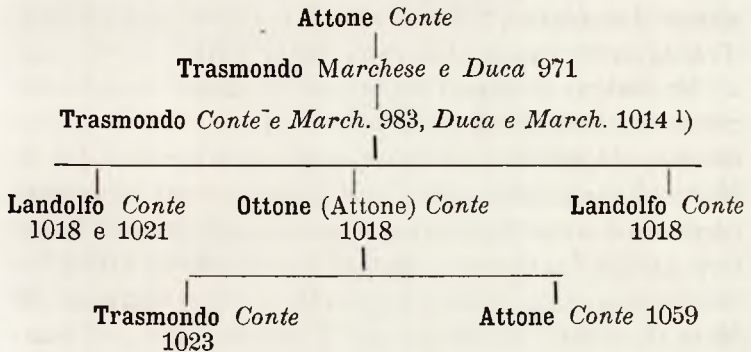 Attone Conte
Trasmondo Marchese e Duca 971
Trasmondo Conte e March. 983, Duca e March. 1014 ¹)
Landolfo Conte Ottone (Attone) Conte Landolfo Conte
1018 e 1021 1018 1018
Trasmondo Conte Attone Conte 1059
1023